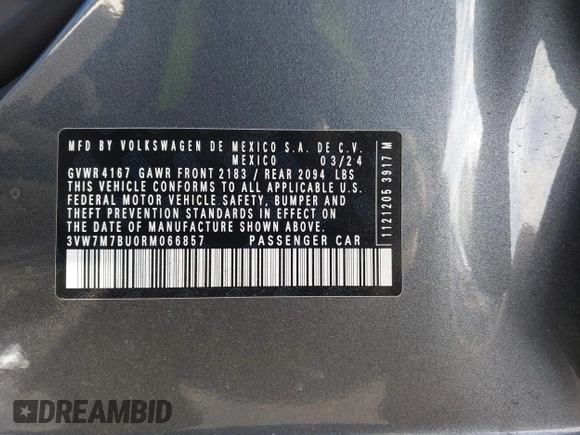 MFD BY VOLKSWAGEN DE MEXICO S.A. DE C.V.
MEXICO 03/24
GVWR 4167 GAWR FRONT 2183 / REAR 2094 LBS
THIS VEHICLE CONFORMS TO ALL APPLICABLE U.S.
FEDERAL MOTOR VEHICLE SAFETY, BUMPER AND
THEFT PREVENTION STANDARDS IN EFFECT ON
THE DATE OF MANUFACTURE SHOWN ABOVE.
3VW7M7BU0RM066857 PASSENGER CAR
1121205 3917 M
DREAMBID